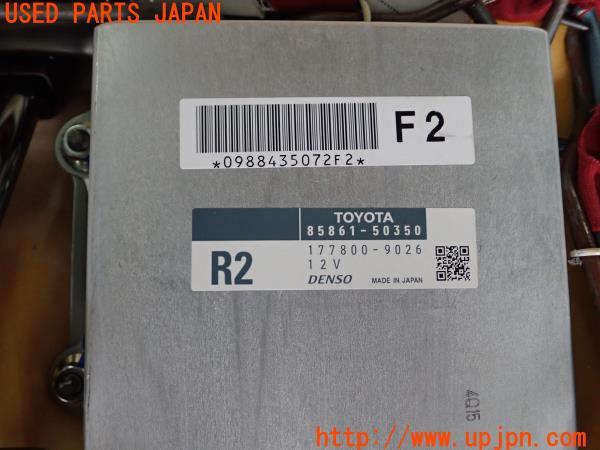 USED PARTS JAPAN
F2
*0988435072F2*
TOYOTA
85861-50350
177800-9026
R2
12V
DENSO
MADE IN JAPAN
4G15
http://www.upjpn.com